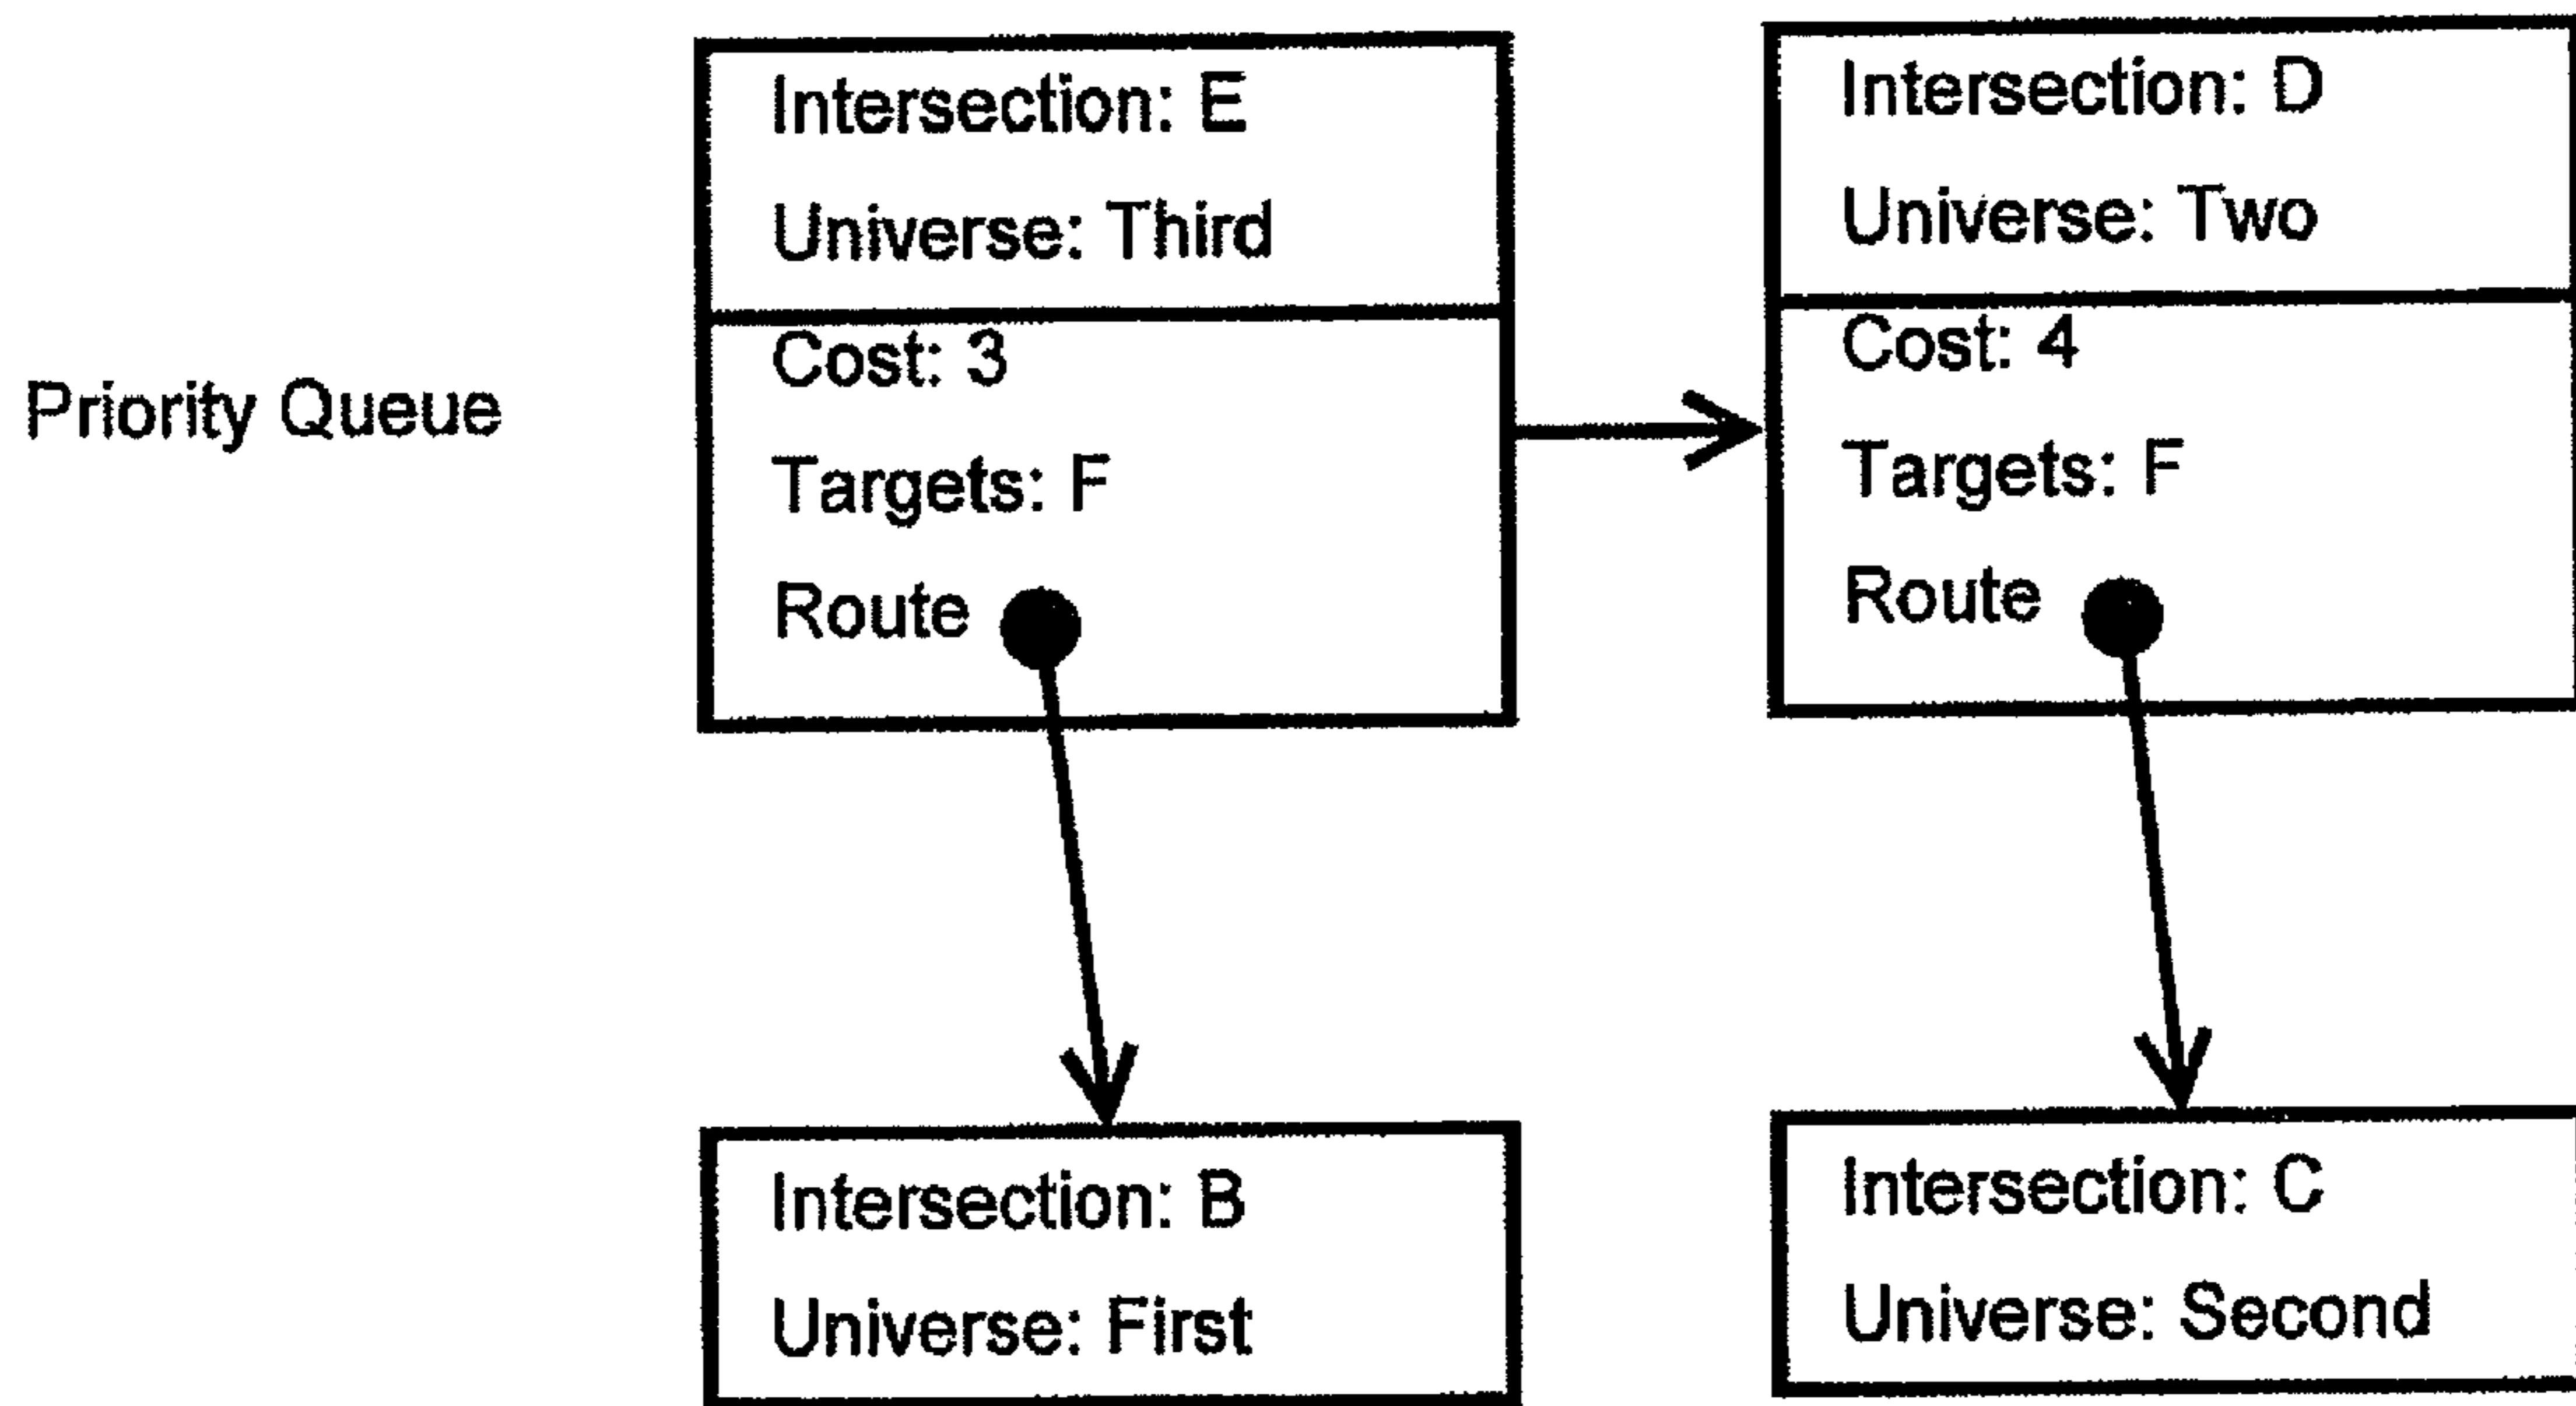 Priority Queue
Intersection: E
Universe: Third
Cost: 3
Targets: F
Route
Intersection: D
Universe: Two
Cost: 4
Targets: F
Route
Intersection: B
Universe: First
Intersection: C
Universe: Second